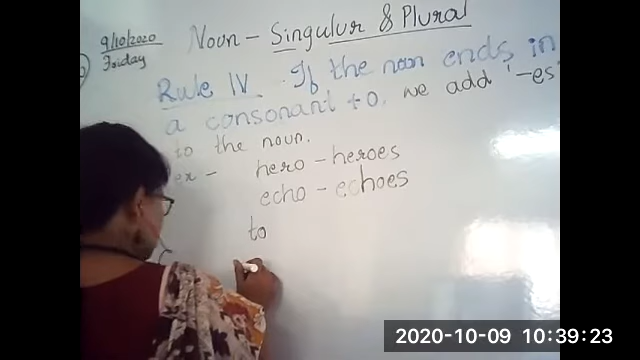 9/10/2020
Friday
Noun - Singulur & Plural
Rule IV. If the noun ends in
a consonant + o, we add '-es'
to the noun.
ex - hero - heroes
echo - echoes
to
2020-10-09 10:39:23